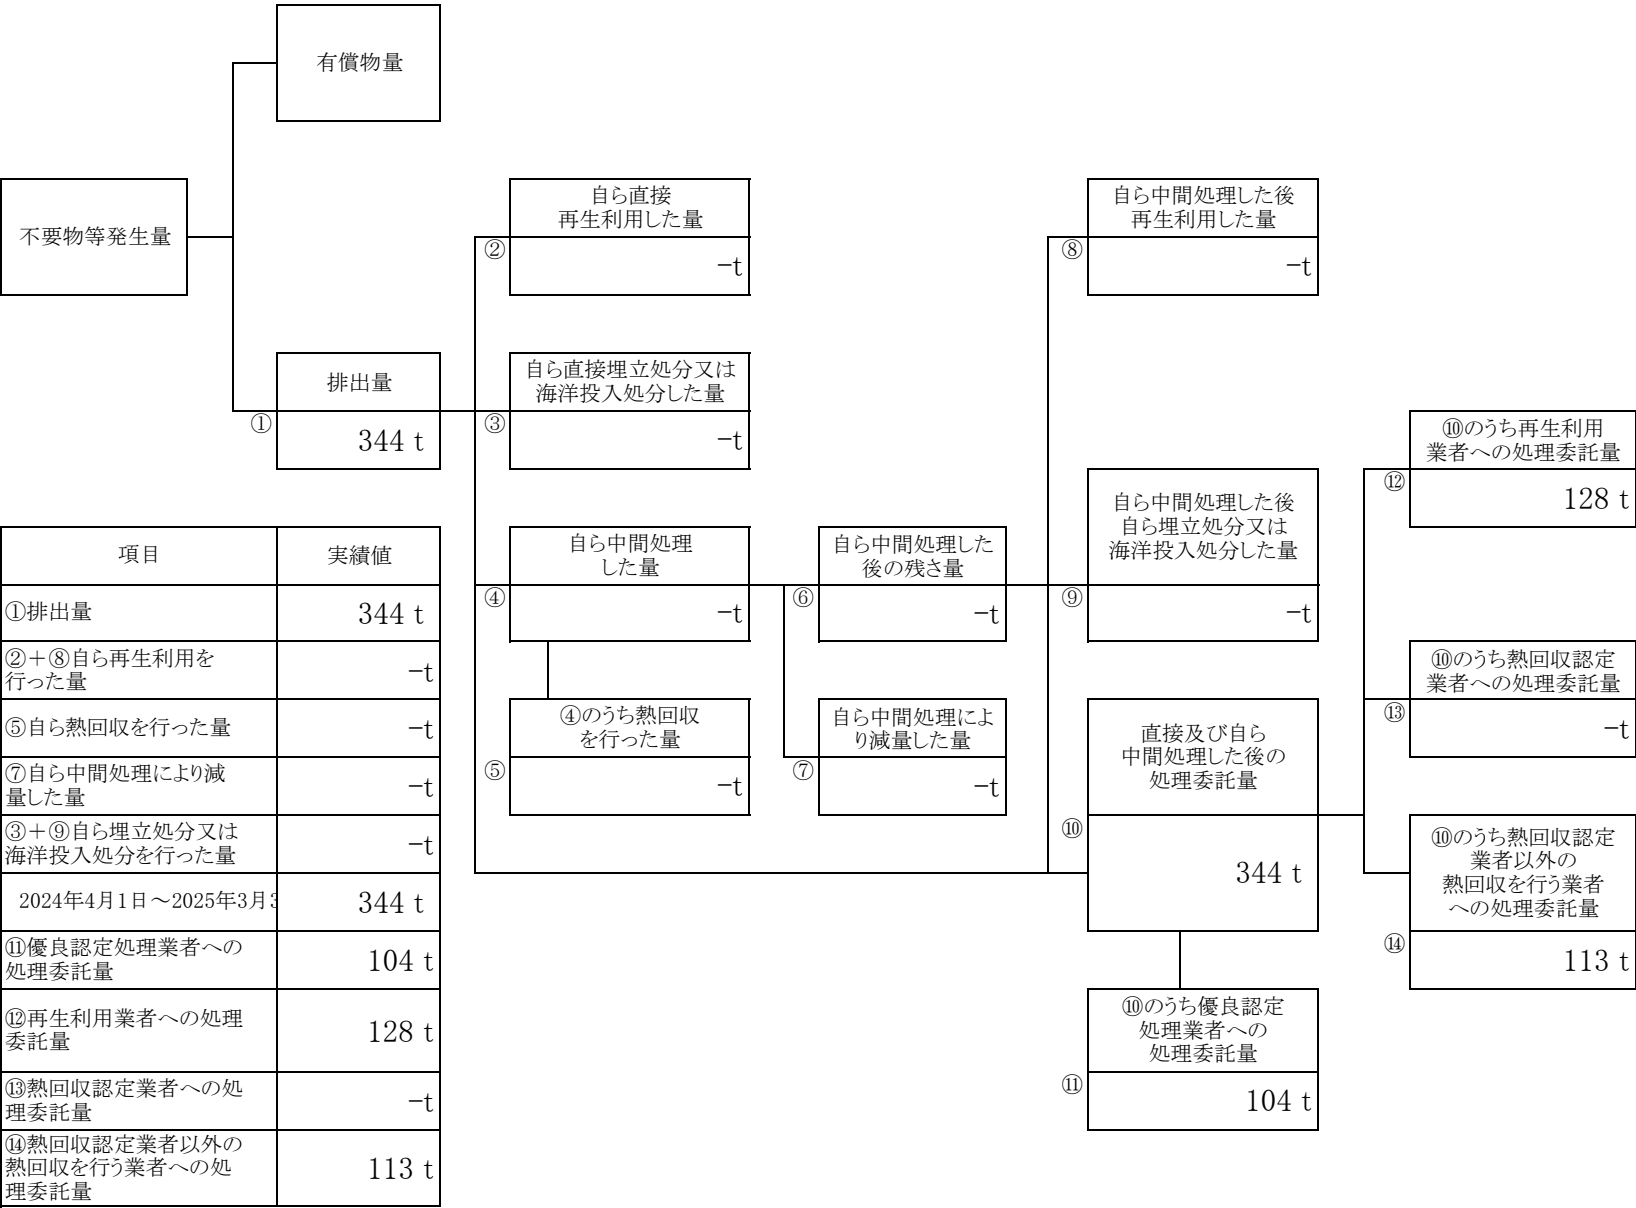 有償物量
不要物等発生量
自ら直接
再生利用した量
②
−t
自ら中間処理した後
再生利用した量
⑧
−t
排出量
①
344 t
自ら直接埋立処分又は
海洋投入処分した量
③
−t
⑩のうち再生利用
業者への処理委託量
⑫
128 t
自ら中間処理
した量
④
−t
自ら中間処理した
後の残さ量
⑥
−t
自ら中間処理した後
自ら埋立処分又は
海洋投入処分した量
⑨
−t
⑩のうち熱回収認定
業者への処理委託量
⑬
−t
④のうち熱回収
を行った量
⑤
−t
自ら中間処理によ
り減量した量
⑦
−t
直接及び自ら
中間処理した後の
処理委託量
⑩
344 t
⑩のうち熱回収認定
業者以外の
熱回収を行う業者
への処理委託量
⑭
113 t
⑩のうち優良認定
処理業者への
処理委託量
⑪
104 t
項目 実績値
①排出量 344 t
②＋⑧自ら再生利用を
行った量
−t
⑤自ら熱回収を行った量 −t
⑦自ら中間処理により減
量した量
−t
③＋⑨自ら埋立処分又は
海洋投入処分を行った量
−t
2024年4月1日～2025年3月3 344 t
⑪優良認定処理業者への
処理委託量
104 t
⑫再生利用業者への処理
委託量
128 t
⑬熱回収認定業者への処
理委託量
−t
⑭熱回収認定業者以外の
熱回収を行う業者への処
理委託量
113 t